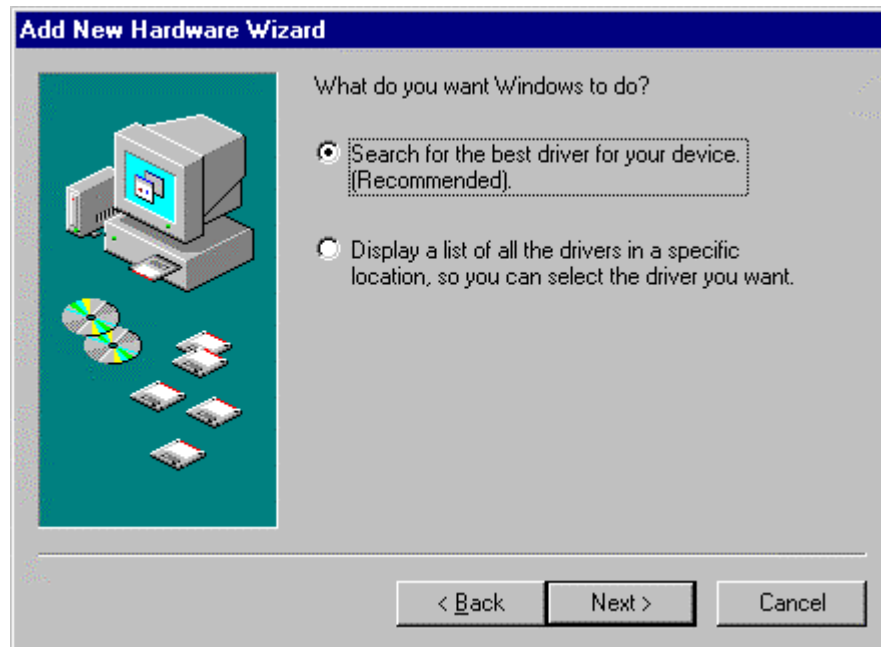 Add New Hardware Wizard
What do you want Windows to do?
Search for the best driver for your device.
(Recommended).
Display a list of all the drivers in a specific
location, so you can select the driver you want.
< Back
Next >
Cancel